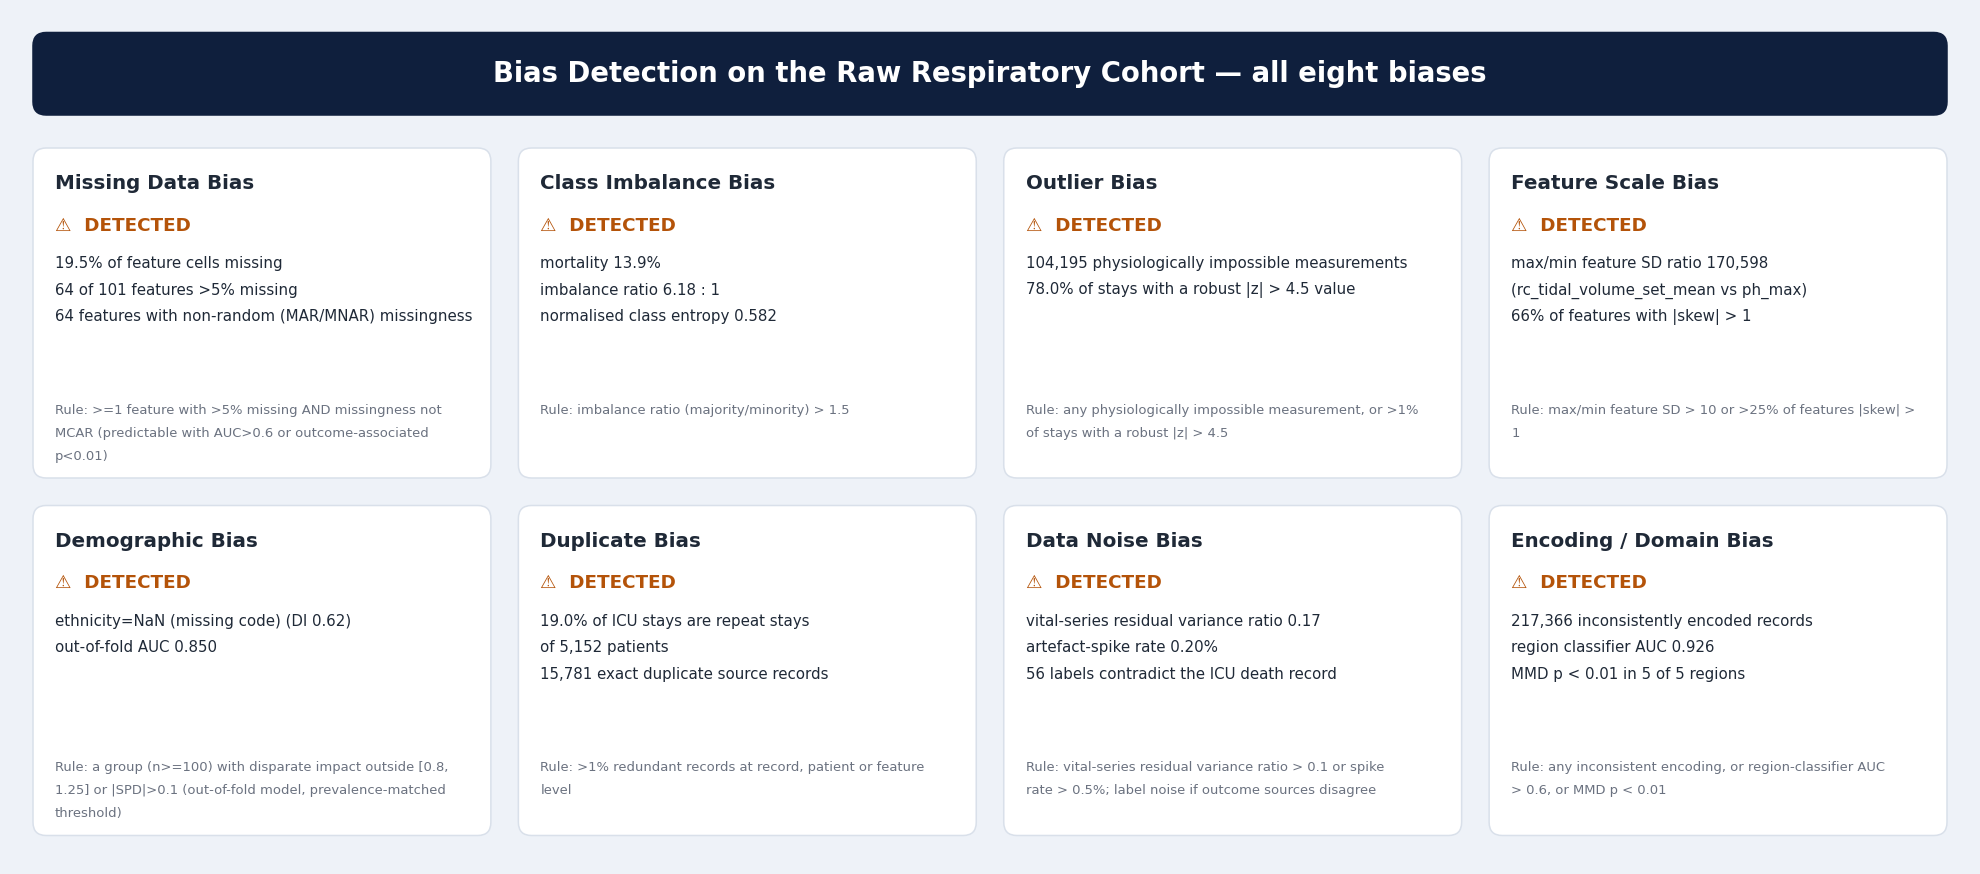 Bias Detection on the Raw Respiratory Cohort — all eight biases
Missing Data Bias
⚠ DETECTED
19.5% of feature cells missing
64 of 101 features >5% missing
64 features with non-random (MAR/MNAR) missingness
Rule: >=1 feature with >5% missing AND missingness not
MCAR (predictable with AUC>0.6 or outcome-associated
p<0.01)
Class Imbalance Bias
⚠ DETECTED
mortality 13.9%
imbalance ratio 6.18 : 1
normalised class entropy 0.582
Rule: imbalance ratio (majority/minority) > 1.5
Outlier Bias
⚠ DETECTED
104,195 physiologically impossible measurements
78.0% of stays with a robust |z| > 4.5 value
Rule: any physiologically impossible measurement, or >1%
of stays with a robust |z| > 4.5
Feature Scale Bias
⚠ DETECTED
max/min feature SD ratio 170,598
(rc_tidal_volume_set_mean vs ph_max)
66% of features with |skew| > 1
Rule: max/min feature SD > 10 or >25% of features |skew| >
1
Demographic Bias
⚠ DETECTED
ethnicity=NaN (missing code) (DI 0.62)
out-of-fold AUC 0.850
Rule: a group (n>=100) with disparate impact outside [0.8,
1.25] or |SPD|>0.1 (out-of-fold model, prevalence-matched
threshold)
Duplicate Bias
⚠ DETECTED
19.0% of ICU stays are repeat stays
of 5,152 patients
15,781 exact duplicate source records
Rule: >1% redundant records at record, patient or feature
level
Data Noise Bias
⚠ DETECTED
vital-series residual variance ratio 0.17
artefact-spike rate 0.20%
56 labels contradict the ICU death record
Rule: vital-series residual variance ratio > 0.1 or spike
rate > 0.5%; label noise if outcome sources disagree
Encoding / Domain Bias
⚠ DETECTED
217,366 inconsistently encoded records
region classifier AUC 0.926
MMD p < 0.01 in 5 of 5 regions
Rule: any inconsistent encoding, or region-classifier AUC
> 0.6, or MMD p < 0.01